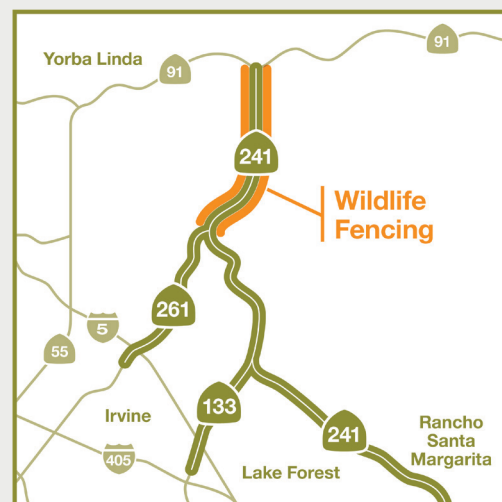 91
Yorba Linda
91
241
Wildlife
Fencing
261
5
55
133
Irvine
241
Rancho
Santa
Margarita
405
Lake Forest